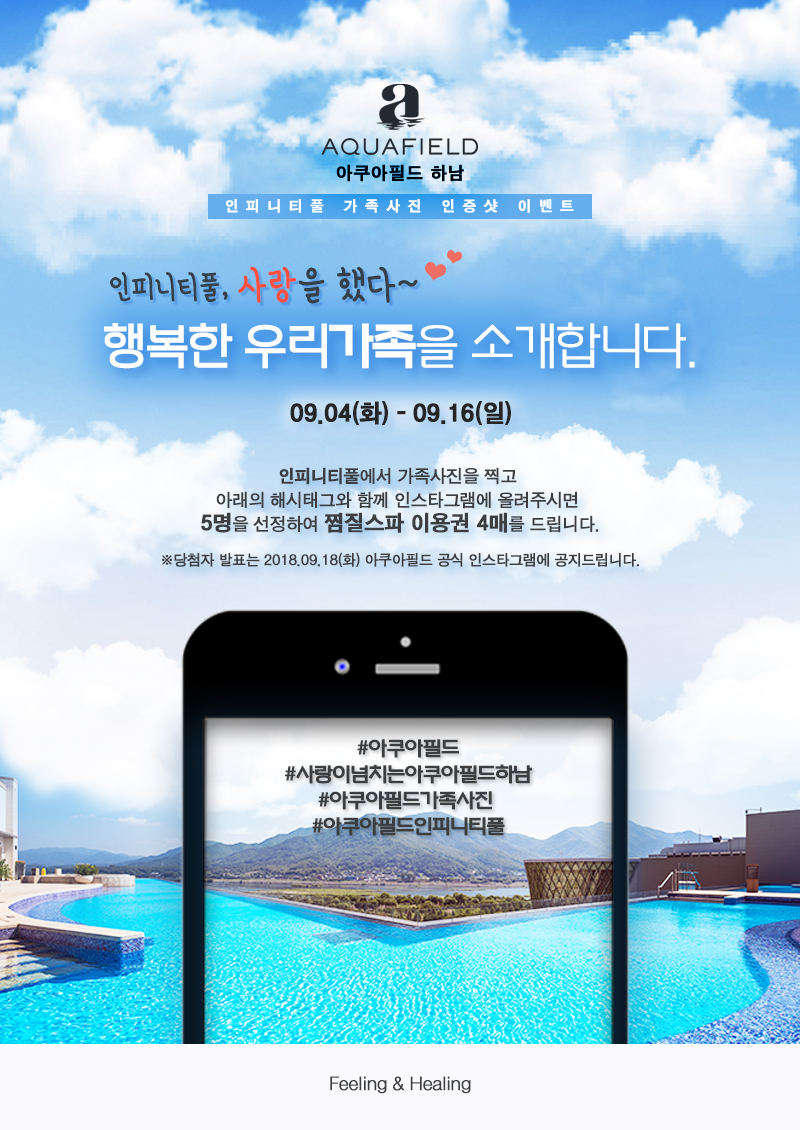 a
AQUAFIELD
아쿠아필드 하남
인피니티풀 가족사진 인증샷 이벤트
인피니티풀, 사랑을 했다~
행복한 우리가족을 소개합니다.
09.04(화) - 09.16(일)
인피니티풀에서 가족사진을 찍고
아래의 해시태그와 함께 인스타그램에 올려주시면
5명을 선정하여 찜질스파 이용권 4매를 드립니다.
※당첨자 발표는 2018.09.18(화) 아쿠아필드 공식 인스타그램에 공지드립니다.
#아쿠아필드
#사랑이넘치는아쿠아필드하남
#아쿠아필드가족사진
#아쿠아필드인피니티풀
Feeling & Healing